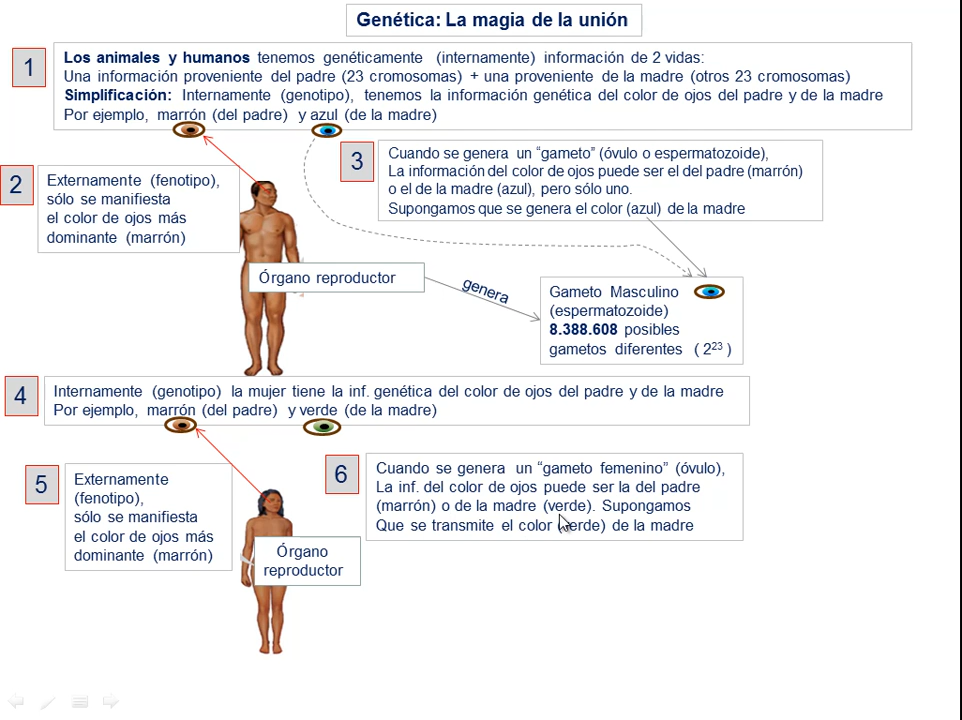 Genética: La magia de la unión
1
Los animales y humanos tenemos genéticamente (internamente) información de 2 vidas:
Una información proveniente del padre (23 cromosomas) + una proveniente de la madre (otros 23 cromosomas)
Simplificación: Internamente (genotipo), tenemos la información genética del color de ojos del padre y de la madre
Por ejemplo, marrón (del padre) y azul (de la madre)
2
Externamente (fenotipo),
sólo se manifiesta
el color de ojos más
dominante (marrón)
3
Cuando se genera un “gameto” (óvulo o espermatozoide),
La información del color de ojos puede ser el del padre (marrón)
o el de la madre (azul), pero sólo uno.
Supongamos que se genera el color (azul) de la madre
Órgano reproductor
genera
Gameto Masculino
(espermatozoide)
8.388.608 posibles
gametos diferentes ( 2²³ )
4
Internamente (genotipo) la mujer tiene la inf. genética del color de ojos del padre y de la madre
Por ejemplo, marrón (del padre) y verde (de la madre)
5
Externamente
(fenotipo),
sólo se manifiesta
el color de ojos más
dominante (marrón)
6
Cuando se genera un “gameto femenino” (óvulo),
La inf. del color de ojos puede ser la del padre
(marrón) o de la madre (verde). Supongamos
Que se transmite el color (verde) de la madre
Órgano
reproductor